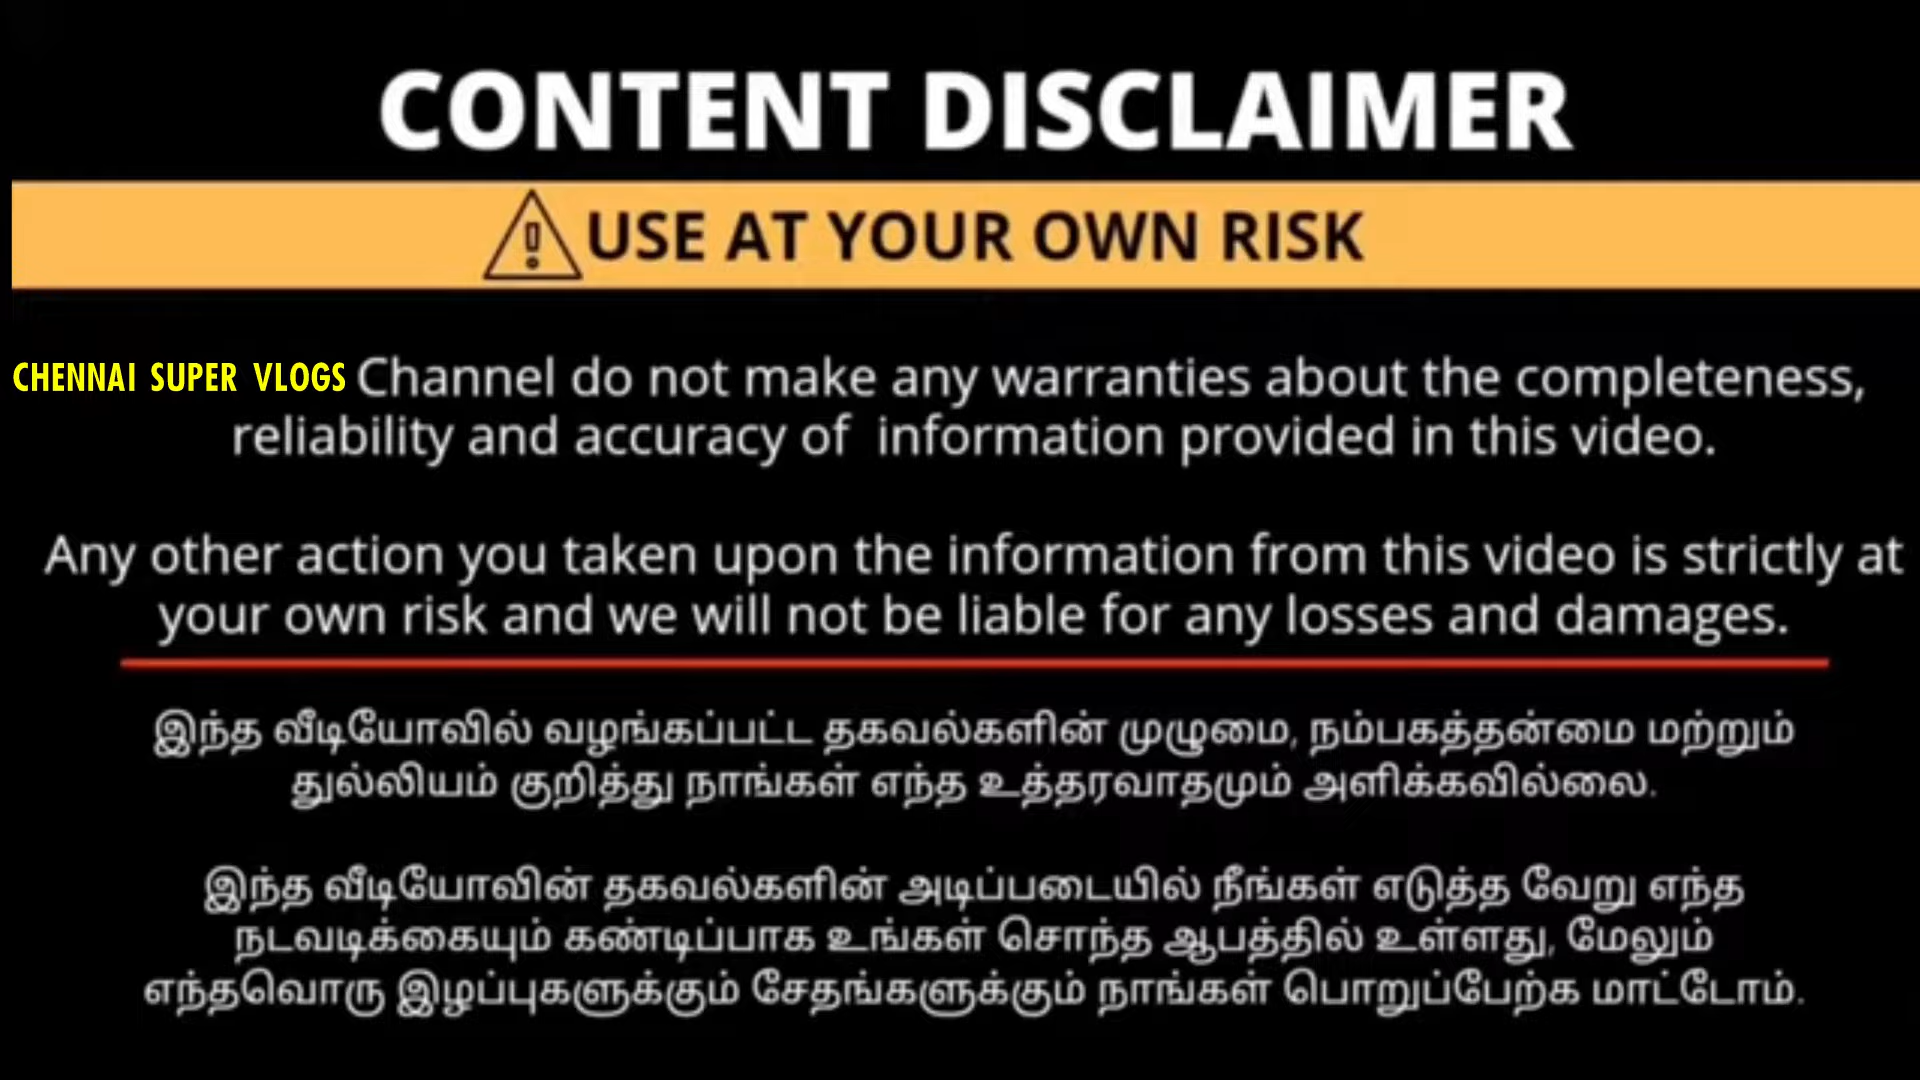 CONTENT DISCLAIMER
USE AT YOUR OWN RISK
CHENNAI SUPER VLOGS Channel do not make any warranties about the completeness,
reliability and accuracy of information provided in this video.
Any other action you taken upon the information from this video is strictly at
your own risk and we will not be liable for any losses and damages.
இந்த வீடியோவில் வழங்கப்பட்ட தகவல்களின் முழுமை, நம்பகத்தன்மை மற்றும்
துல்லியம் குறித்து நாங்கள் எந்த உத்தரவாதமும் அளிக்கவில்லை.
இந்த வீடியோவின் தகவல்களின் அடிப்படையில் நீங்கள் எடுத்த வேறு எந்த
நடவடிக்கையும் கண்டிப்பாக உங்கள் சொந்த ஆபத்தில் உள்ளது, மேலும்
எந்தவொரு இழப்புகளுக்கும் சேதங்களுக்கும் நாங்கள் பொறுப்பேற்க மாட்டோம்.